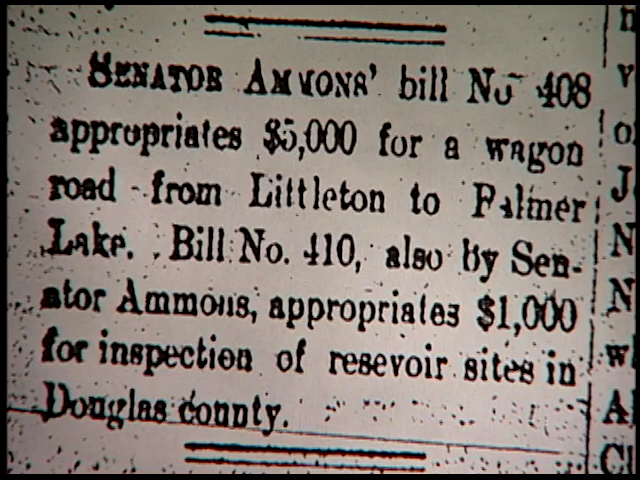 SENATOR AMMONS' bill No 408
appropriates $5,000 for a wagon
road from Littleton to Palmer
Lake. Bill No. 410, also by Sen-
ator Ammons, appropriates $1,000
for inspection of resevoir sites in
Douglas county.